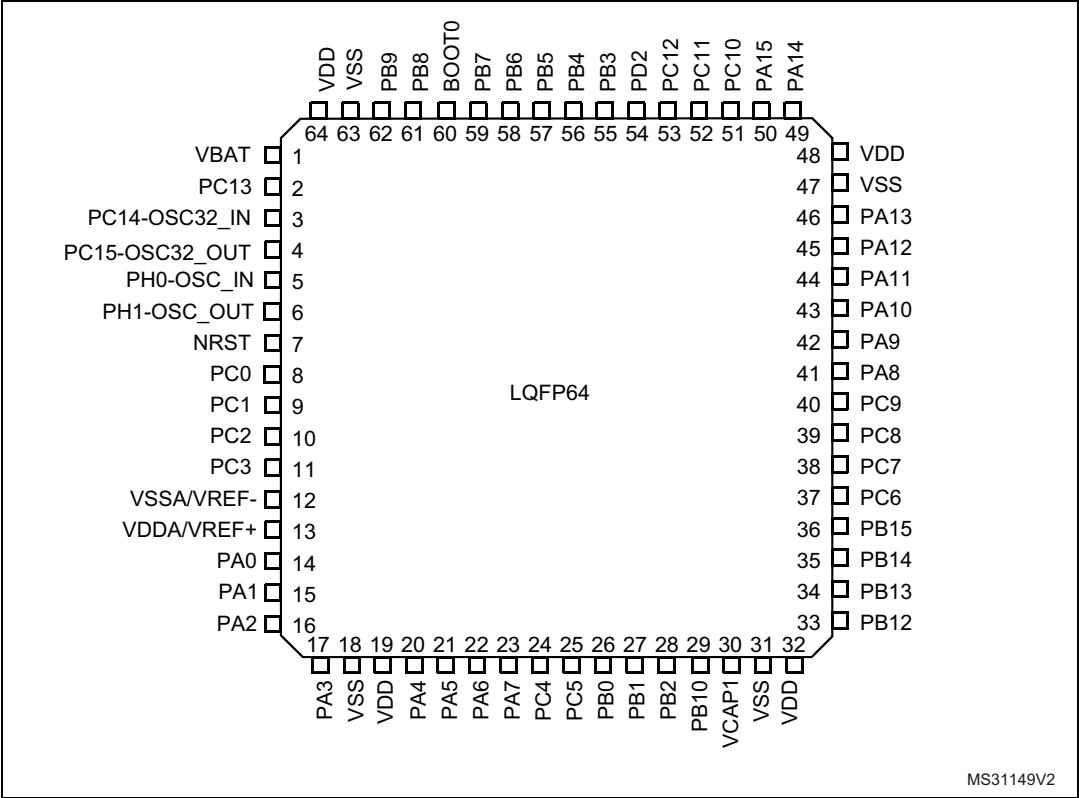 VDD
VSS
PB9
PB8
BOOT0
PB7
PB6
PB5
PB4
PB3
PD2
PC12
PC11
PC10
PA15
PA14
64 63 62 61 60 59 58 57 56 55 54 53 52 51 50 49
VBAT 1
PC13 2
PC14-OSC32_IN 3
PC15-OSC32_OUT 4
PH0-OSC_IN 5
PH1-OSC_OUT 6
NRST 7
PC0 8
PC1 9
PC2 10
PC3 11
VSSA/VREF- 12
VDDA/VREF+ 13
PA0 14
PA1 15
PA2 16
LQFP64
48 VDD
47 VSS
46 PA13
45 PA12
44 PA11
43 PA10
42 PA9
41 PA8
40 PC9
39 PC8
38 PC7
37 PC6
36 PB15
35 PB14
34 PB13
33 PB12
17 18 19 20 21 22 23 24 25 26 27 28 29 30 31 32
PA3
VSS
VDD
PA4
PA5
PA6
PA7
PC4
PC5
PB0
PB1
PB2
PB10
VCAP1
VSS
VDD
MS31149V2